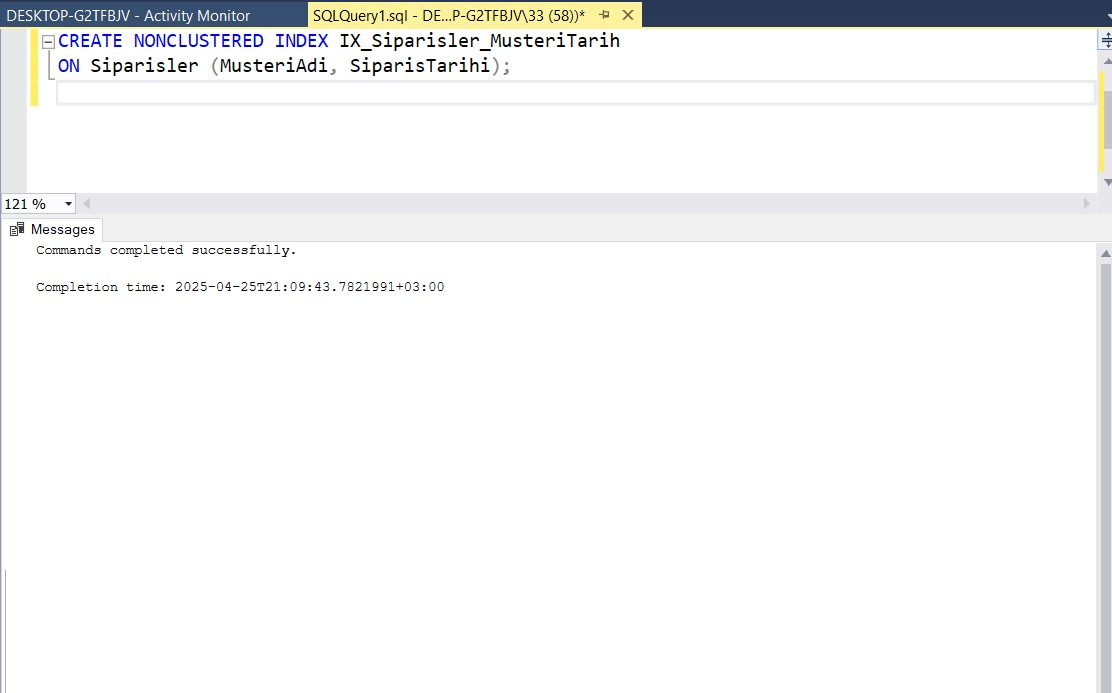 DESKTOP-G2TFBJV - Activity Monitor
SQLQuery1.sql - DE...P-G2TFBJV\33 (58))*
CREATE NONCLUSTERED INDEX IX_Siparisler_MusteriTarih
ON Siparisler (MusteriAdi, SiparisTarihi);
121 %
Messages
Commands completed successfully.
Completion time: 2025-04-25T21:09:43.7821991+03:00